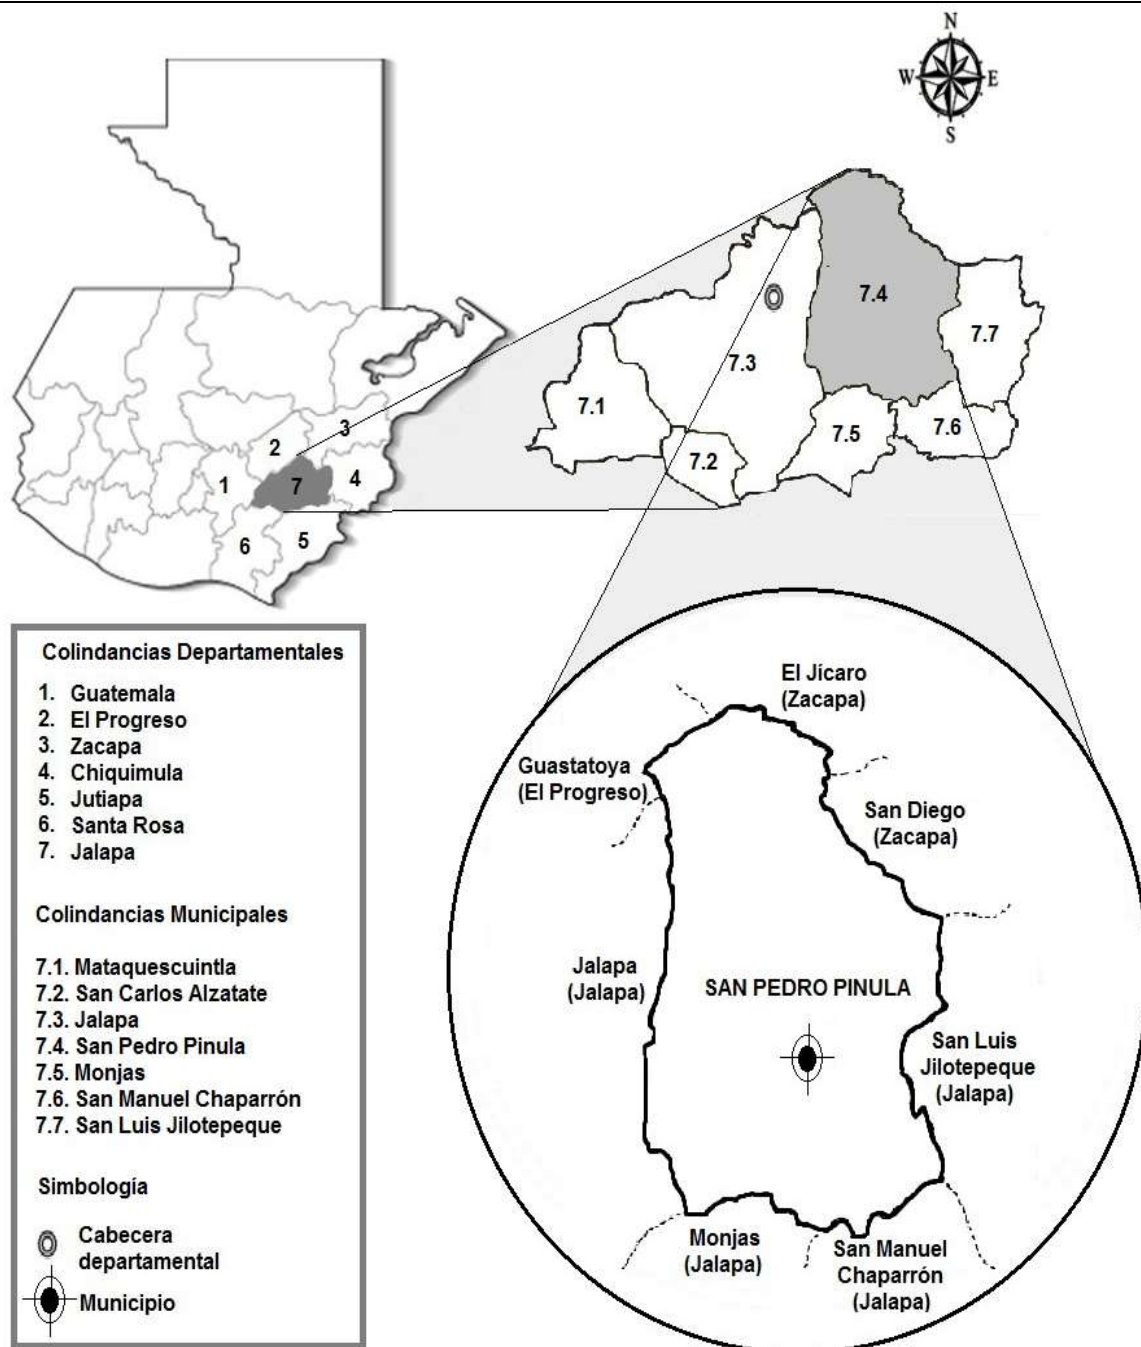 N
W E
S
7.4
7.7
7.3
7.1
7.5
7.6
7.2
3
2
4
1
7
5
6
Colindancias Departamentales
1. Guatemala
2. El Progreso
3. Zacapa
4. Chiquimula
5. Jutiapa
6. Santa Rosa
7. Jalapa
Colindancias Municipales
7.1. Mataquescuintla
7.2. San Carlos Alzatate
7.3. Jalapa
7.4. San Pedro Pinula
7.5. Monjas
7.6. San Manuel Chaparrón
7.7. San Luis Jilotepeque
Simbología
Cabecera
departamental
Municipio
El Jícaro
(Zacapa)
Guastatoya
(El Progreso)
San Diego
(Zacapa)
Jalapa
(Jalapa)
SAN PEDRO PINULA
San Luis
Jilotepeque
(Jalapa)
Monjas
(Jalapa)
San Manuel
Chaparrón
(Jalapa)